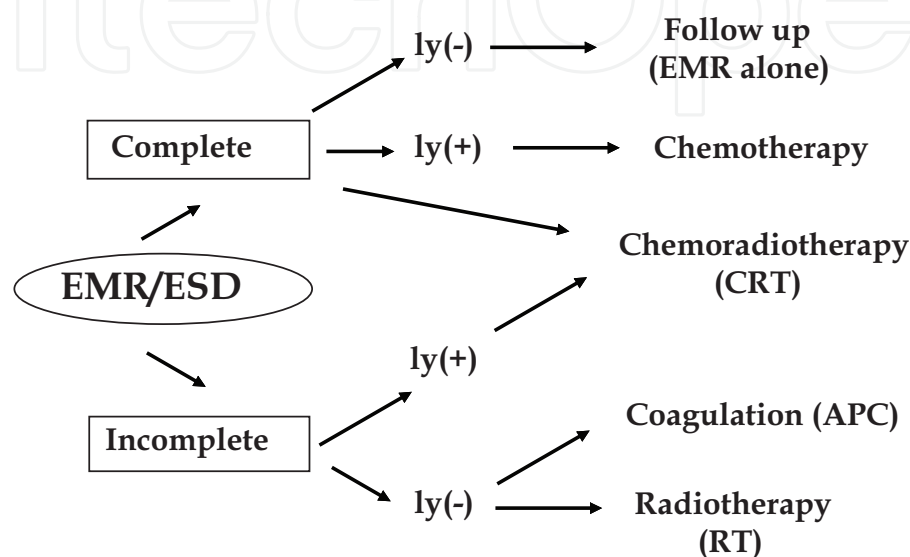 ly(-)
Follow up
(EMR alone)
Complete
ly(+)
Chemotherapy
Chemoradiotherapy
(CRT)
EMR/ESD
ly(+)
Coagulation (APC)
Incomplete
ly(-)
Radiotherapy
(RT)